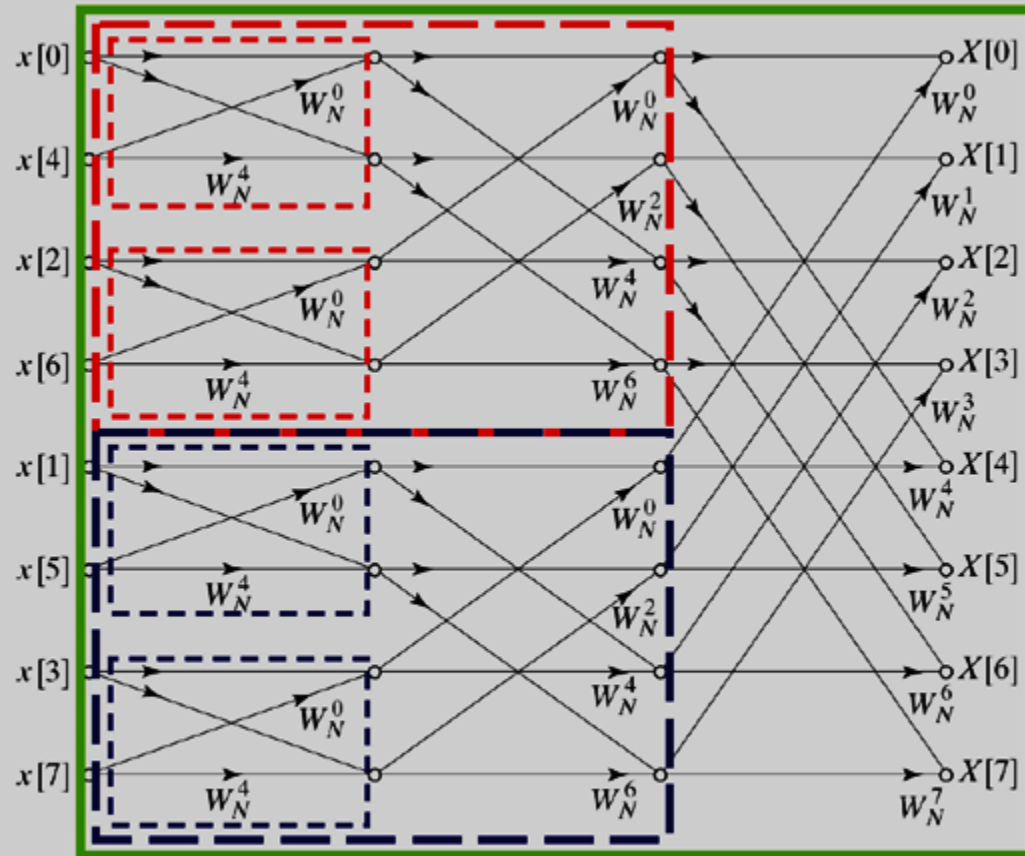 x[0] X[0]
W_N^0 W_N^0 W_N^0
x[4] X[1]
W_N^4 W_N^2 W_N^1
x[2] X[2]
W_N^0 W_N^4 W_N^2
x[6] X[3]
W_N^4 W_N^6 W_N^3
x[1] X[4]
W_N^0 W_N^0 W_N^4
x[5] X[5]
W_N^4 W_N^2 W_N^5
x[3] X[6]
W_N^0 W_N^4 W_N^6
x[7] X[7]
W_N^4 W_N^6 W_N^7